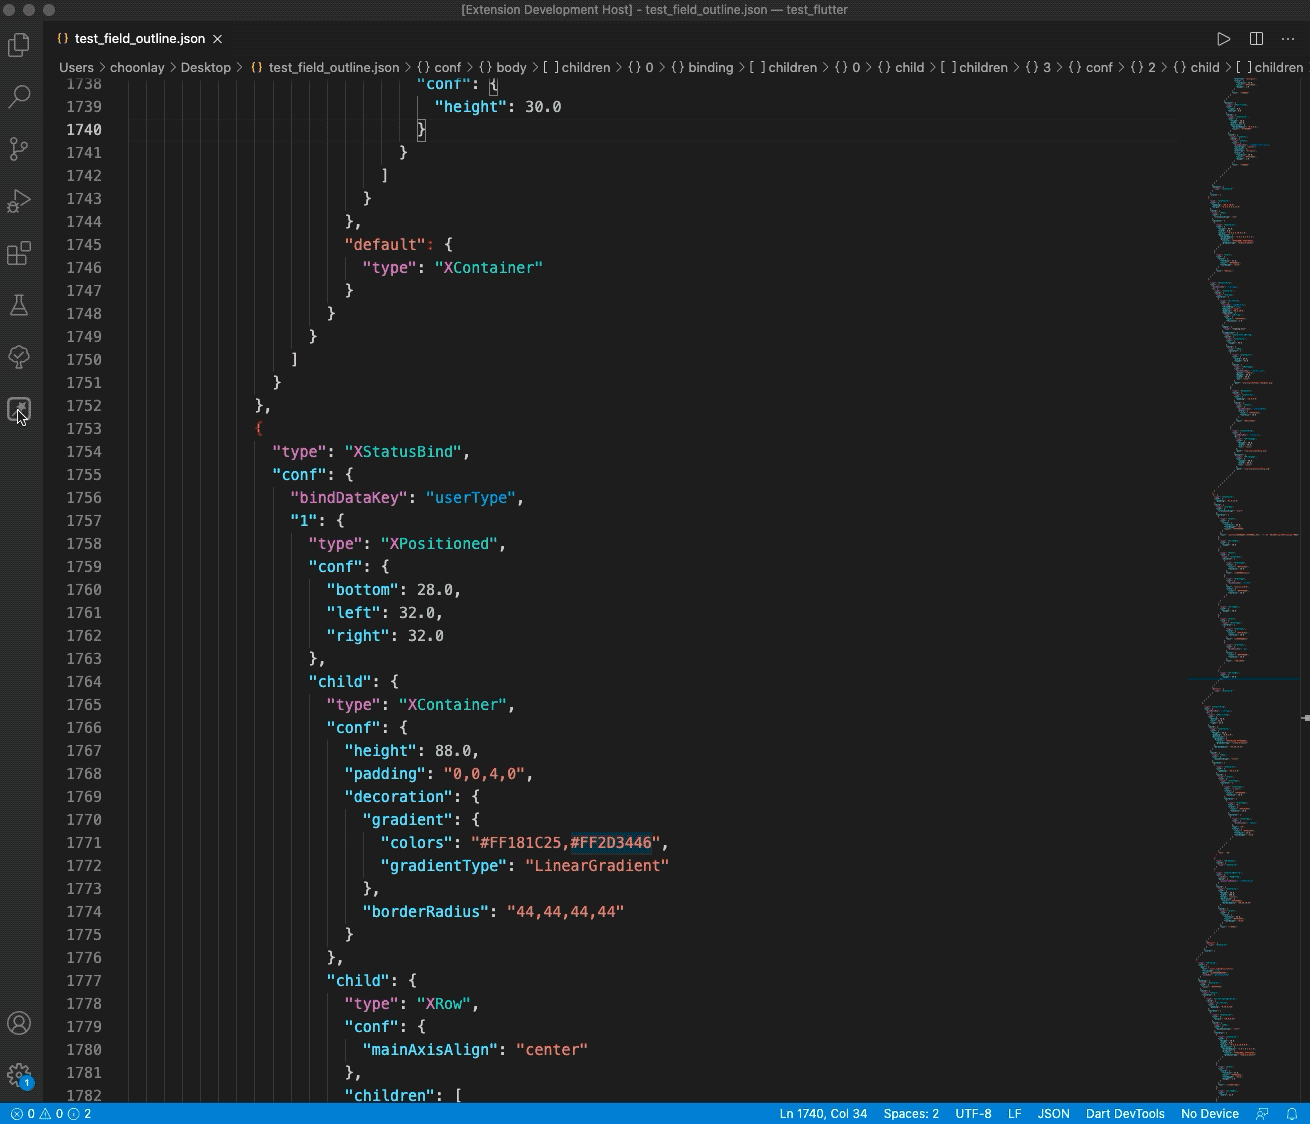 [Extension Development Host] - test_field_outline.json — test_flutter
{} test_field_outline.json ×
Users > choonlay > Desktop > {} test_field_outline.json > {} conf > {} body > [ ] children > {} 0 > {} binding > [ ] children > {} 0 > {} child > [ ] children > {} 3 > {} conf > {} 2 > {} child > [ ] children
1738 "conf": {
1739 "height": 30.0
1740 }
1741 }
1742 ]
1743 }
1744 },
1745 "default": {
1746 "type": "XContainer"
1747 }
1748 }
1749 }
1750 ]
1751 }
1752 },
1753 {
1754 "type": "XStatusBind",
1755 "conf": {
1756 "bindDataKey": "userType",
1757 "1": {
1758 "type": "XPositioned",
1759 "conf": {
1760 "bottom": 28.0,
1761 "left": 32.0,
1762 "right": 32.0
1763 },
1764 "child": {
1765 "type": "XContainer",
1766 "conf": {
1767 "height": 88.0,
1768 "padding": "0,0,4,0",
1769 "decoration": {
1770 "gradient": {
1771 "colors": "#FF181C25,#FF2D3446",
1772 "gradientType": "LinearGradient"
1773 },
1774 "borderRadius": "44,44,44,44"
1775 }
1776 },
1777 "child": {
1778 "type": "XRow",
1779 "conf": {
1780 "mainAxisAlign": "center"
1781 },
1782 "children": [
1
0 0 2 Ln 1740, Col 34 Spaces: 2 UTF-8 LF JSON Dart DevTools No Device